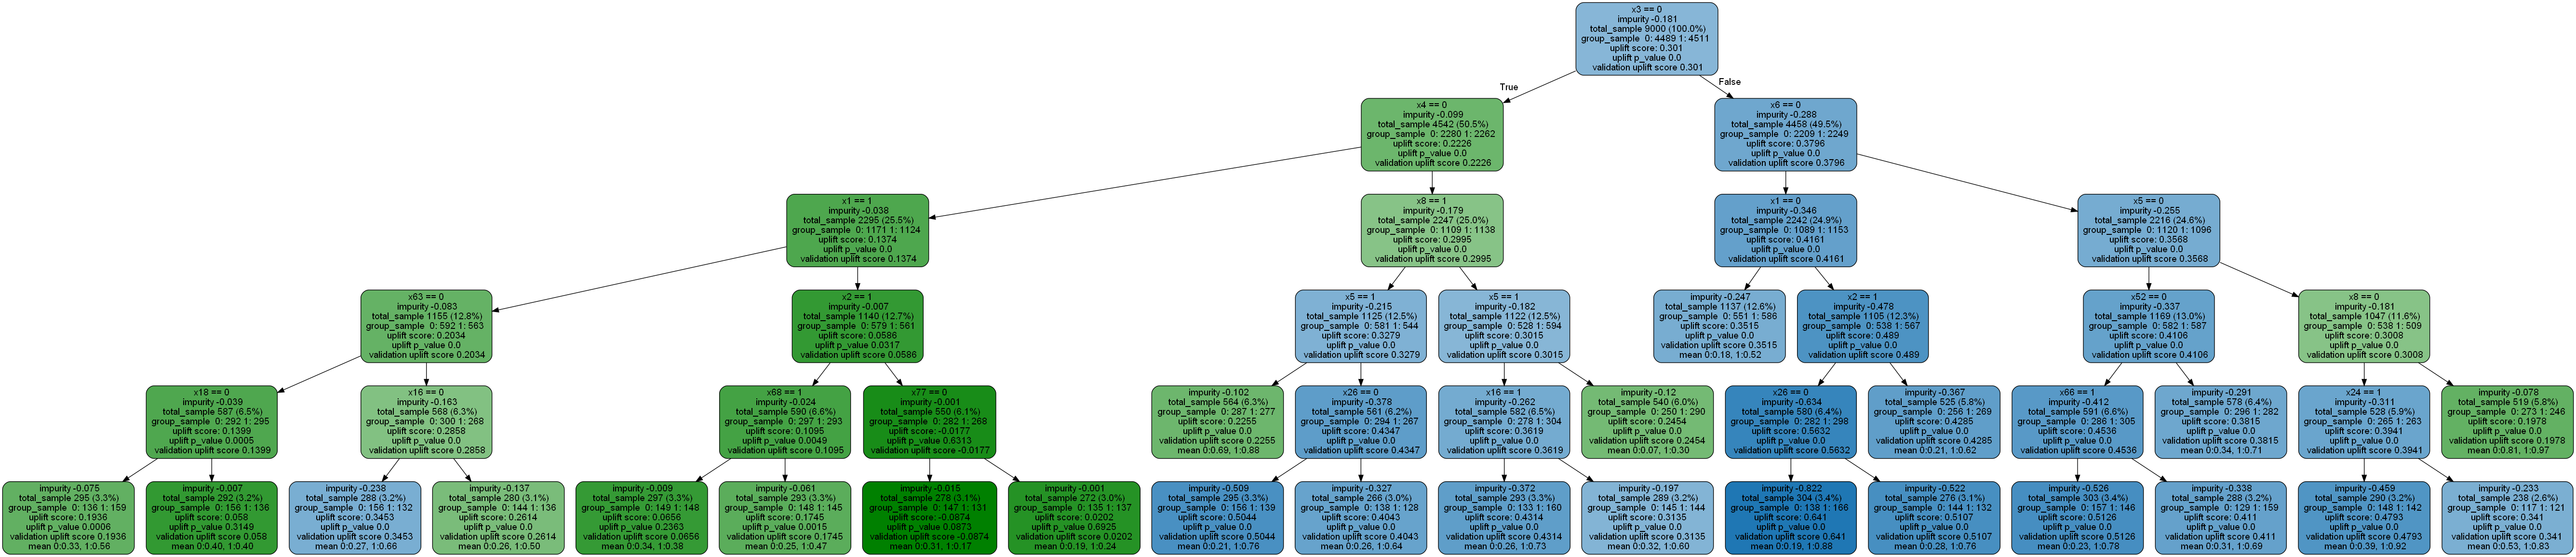 x3 == 0
impurity -0.181
total_sample 9000 (100.0%)
group_sample 0: 4489 1: 4511
uplift score: 0.301
uplift p_value 0.0
validation uplift score 0.301
True
False
x4 == 0
impurity -0.099
total_sample 4542 (50.5%)
group_sample 0: 2280 1: 2262
uplift score: 0.2226
uplift p_value 0.0
validation uplift score 0.2226
x6 == 0
impurity -0.288
total_sample 4458 (49.5%)
group_sample 0: 2209 1: 2249
uplift score: 0.3796
uplift p_value 0.0
validation uplift score 0.3796
x1 == 1
impurity -0.038
total_sample 2295 (25.5%)
group_sample 0: 1171 1: 1124
uplift score: 0.1374
uplift p_value 0.0
validation uplift score 0.1374
x8 == 1
impurity -0.179
total_sample 2247 (25.0%)
group_sample 0: 1109 1: 1138
uplift score: 0.2995
uplift p_value 0.0
validation uplift score 0.2995
x1 == 0
impurity -0.346
total_sample 2242 (24.9%)
group_sample 0: 1089 1: 1153
uplift score: 0.4161
uplift p_value 0.0
validation uplift score 0.4161
x5 == 0
impurity -0.255
total_sample 2216 (24.6%)
group_sample 0: 1120 1: 1096
uplift score: 0.3568
uplift p_value 0.0
validation uplift score 0.3568
x63 == 0
impurity -0.083
total_sample 1155 (12.8%)
group_sample 0: 592 1: 563
uplift score: 0.2034
uplift p_value 0.0
validation uplift score 0.2034
x2 == 1
impurity -0.007
total_sample 1140 (12.7%)
group_sample 0: 579 1: 561
uplift score: 0.0586
uplift p_value 0.0317
validation uplift score 0.0586
x5 == 1
impurity -0.215
total_sample 1125 (12.5%)
group_sample 0: 581 1: 544
uplift score: 0.3279
uplift p_value 0.0
validation uplift score 0.3279
x5 == 1
impurity -0.182
total_sample 1122 (12.5%)
group_sample 0: 528 1: 594
uplift score: 0.3015
uplift p_value 0.0
validation uplift score 0.3015
impurity -0.247
total_sample 1137 (12.6%)
group_sample 0: 551 1: 586
uplift score: 0.3515
uplift p_value 0.0
validation uplift score 0.3515
mean 0:0.18, 1:0.52
x2 == 1
impurity -0.478
total_sample 1105 (12.3%)
group_sample 0: 538 1: 567
uplift score: 0.489
uplift p_value 0.0
validation uplift score 0.489
x52 == 0
impurity -0.337
total_sample 1169 (13.0%)
group_sample 0: 582 1: 587
uplift score: 0.4106
uplift p_value 0.0
validation uplift score 0.4106
x8 == 0
impurity -0.181
total_sample 1047 (11.6%)
group_sample 0: 538 1: 509
uplift score: 0.3008
uplift p_value 0.0
validation uplift score 0.3008
x18 == 0
impurity -0.039
total_sample 587 (6.5%)
group_sample 0: 292 1: 295
uplift score: 0.1399
uplift p_value 0.0005
validation uplift score 0.1399
x16 == 0
impurity -0.163
total_sample 568 (6.3%)
group_sample 0: 300 1: 268
uplift score: 0.2858
uplift p_value 0.0
validation uplift score 0.2858
x68 == 1
impurity -0.024
total_sample 590 (6.6%)
group_sample 0: 297 1: 293
uplift score: 0.1095
uplift p_value 0.0049
validation uplift score 0.1095
x77 == 0
impurity -0.001
total_sample 550 (6.1%)
group_sample 0: 282 1: 268
uplift score: -0.0177
uplift p_value 0.6313
validation uplift score -0.0177
impurity -0.102
total_sample 564 (6.3%)
group_sample 0: 287 1: 277
uplift score: 0.2255
uplift p_value 0.0
validation uplift score 0.2255
mean 0:0.69, 1:0.88
x26 == 0
impurity -0.378
total_sample 561 (6.2%)
group_sample 0: 294 1: 267
uplift score: 0.4347
uplift p_value 0.0
validation uplift score 0.4347
x16 == 1
impurity -0.262
total_sample 582 (6.5%)
group_sample 0: 278 1: 304
uplift score: 0.3619
uplift p_value 0.0
validation uplift score 0.3619
impurity -0.12
total_sample 540 (6.0%)
group_sample 0: 250 1: 290
uplift score: 0.2454
uplift p_value 0.0
validation uplift score 0.2454
mean 0:0.07, 1:0.30
x26 == 0
impurity -0.634
total_sample 580 (6.4%)
group_sample 0: 282 1: 298
uplift score: 0.5632
uplift p_value 0.0
validation uplift score 0.5632
impurity -0.367
total_sample 525 (5.8%)
group_sample 0: 256 1: 269
uplift score: 0.4285
uplift p_value 0.0
validation uplift score 0.4285
mean 0:0.21, 1:0.62
x66 == 1
impurity -0.412
total_sample 591 (6.6%)
group_sample 0: 286 1: 305
uplift score: 0.4536
uplift p_value 0.0
validation uplift score 0.4536
impurity -0.291
total_sample 578 (6.4%)
group_sample 0: 296 1: 282
uplift score: 0.3815
uplift p_value 0.0
validation uplift score 0.3815
mean 0:0.34, 1:0.71
x24 == 1
impurity -0.311
total_sample 528 (5.9%)
group_sample 0: 265 1: 263
uplift score: 0.3941
uplift p_value 0.0
validation uplift score 0.3941
impurity -0.078
total_sample 519 (5.8%)
group_sample 0: 273 1: 246
uplift score: 0.1978
uplift p_value 0.0
validation uplift score 0.1978
mean 0:0.81, 1:0.97
impurity -0.075
total_sample 295 (3.3%)
group_sample 0: 136 1: 159
uplift score: 0.1936
uplift p_value 0.0006
validation uplift score 0.1936
mean 0:0.33, 1:0.56
impurity -0.007
total_sample 292 (3.2%)
group_sample 0: 156 1: 136
uplift score: 0.058
uplift p_value 0.3149
validation uplift score 0.058
mean 0:0.40, 1:0.40
impurity -0.238
total_sample 288 (3.2%)
group_sample 0: 156 1: 132
uplift score: 0.3453
uplift p_value 0.0
validation uplift score 0.3453
mean 0:0.27, 1:0.66
impurity -0.137
total_sample 280 (3.1%)
group_sample 0: 144 1: 136
uplift score: 0.2614
uplift p_value 0.0
validation uplift score 0.2614
mean 0:0.26, 1:0.50
impurity -0.009
total_sample 297 (3.3%)
group_sample 0: 149 1: 148
uplift score: 0.0656
uplift p_value 0.2363
validation uplift score 0.0656
mean 0:0.34, 1:0.38
impurity -0.061
total_sample 293 (3.3%)
group_sample 0: 148 1: 145
uplift score: 0.1745
uplift p_value 0.0015
validation uplift score 0.1745
mean 0:0.25, 1:0.47
impurity -0.015
total_sample 278 (3.1%)
group_sample 0: 147 1: 131
uplift score: -0.0874
uplift p_value 0.0873
validation uplift score -0.0874
mean 0:0.31, 1:0.17
impurity -0.001
total_sample 272 (3.0%)
group_sample 0: 135 1: 137
uplift score: 0.0202
uplift p_value 0.6925
validation uplift score 0.0202
mean 0:0.19, 1:0.24
impurity -0.509
total_sample 295 (3.3%)
group_sample 0: 156 1: 139
uplift score: 0.5044
uplift p_value 0.0
validation uplift score 0.5044
mean 0:0.21, 1:0.76
impurity -0.327
total_sample 266 (3.0%)
group_sample 0: 138 1: 128
uplift score: 0.4043
uplift p_value 0.0
validation uplift score 0.4043
mean 0:0.26, 1:0.64
impurity -0.372
total_sample 293 (3.3%)
group_sample 0: 133 1: 160
uplift score: 0.4314
uplift p_value 0.0
validation uplift score 0.4314
mean 0:0.26, 1:0.73
impurity -0.197
total_sample 289 (3.2%)
group_sample 0: 145 1: 144
uplift score: 0.3135
uplift p_value 0.0
validation uplift score 0.3135
mean 0:0.32, 1:0.60
impurity -0.822
total_sample 304 (3.4%)
group_sample 0: 138 1: 166
uplift score: 0.641
uplift p_value 0.0
validation uplift score 0.641
mean 0:0.19, 1:0.88
impurity -0.522
total_sample 276 (3.1%)
group_sample 0: 144 1: 132
uplift score: 0.5107
uplift p_value 0.0
validation uplift score 0.5107
mean 0:0.28, 1:0.76
impurity -0.526
total_sample 303 (3.4%)
group_sample 0: 157 1: 146
uplift score: 0.5126
uplift p_value 0.0
validation uplift score 0.5126
mean 0:0.23, 1:0.78
impurity -0.338
total_sample 288 (3.2%)
group_sample 0: 129 1: 159
uplift score: 0.411
uplift p_value 0.0
validation uplift score 0.411
mean 0:0.31, 1:0.69
impurity -0.459
total_sample 290 (3.2%)
group_sample 0: 148 1: 142
uplift score: 0.4793
uplift p_value 0.0
validation uplift score 0.4793
mean 0:0.39, 1:0.92
impurity -0.233
total_sample 238 (2.6%)
group_sample 0: 117 1: 121
uplift score: 0.341
uplift p_value 0.0
validation uplift score 0.341
mean 0:0.53, 1:0.83